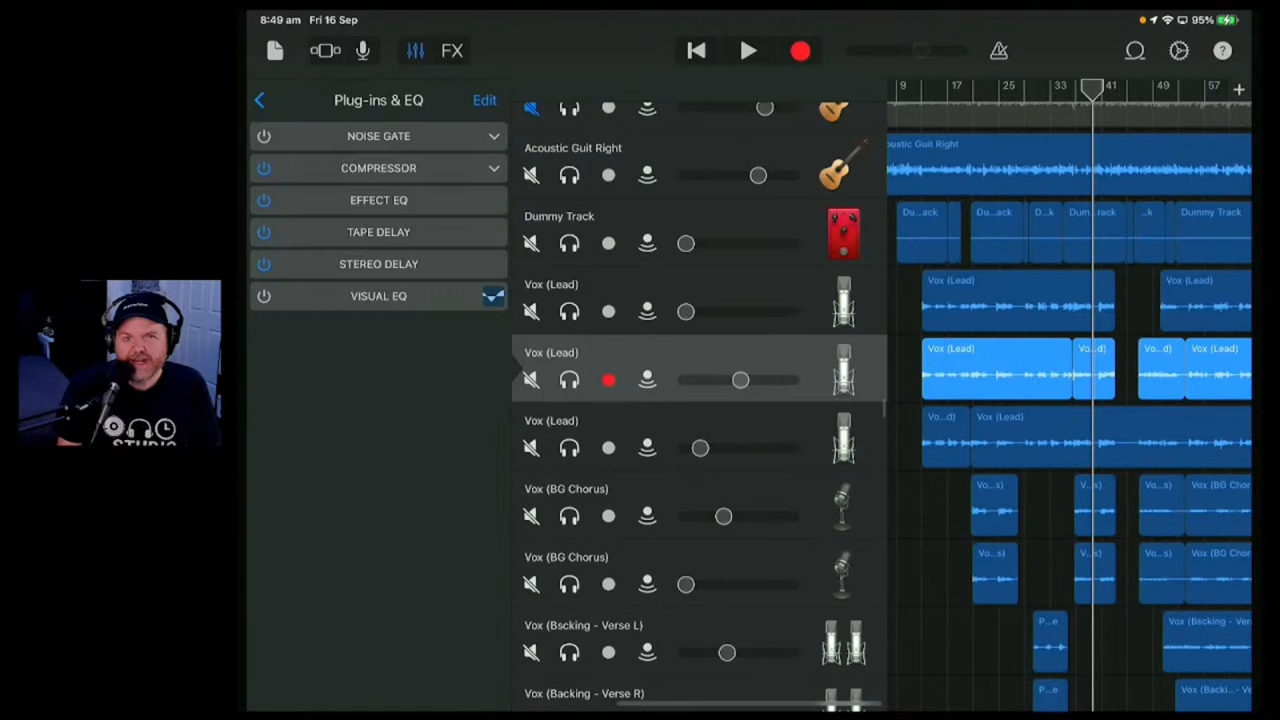 8:49 am Fri 16 Sep
95%
FX
Plug-ins & EQ
Edit
NOISE GATE
COMPRESSOR
EFFECT EQ
TAPE DELAY
STEREO DELAY
VISUAL EQ
9 17 25 33 41 49 57 +
Acoustic Guit Right
oustic Guit Right
Dummy Track
Du...ack
Du...ack
D...k
Dum...rack
...k
Dummy Track
Vox (Lead)
Vox (Lead)
Vox (Lead)
Vox (Lead)
Vox (Lead)
Vo...d)
Vo...d)
Vox (Lead)
Vox (Lead)
Vo...d)
Vox (Lead)
Vox (BG Chorus)
Vo...s)
Vo...s)
Vo...s)
Vox (BG Chor
Vox (BG Chorus)
Vo...s)
Vo...s)
Vo...s)
Vox (BG Chor
Vox (Bscking - Verse L)
P...e
Vox (Bscking - Ver
Vox (Backing - Verse R)
P...e
Vox (Backi... - Ve
STUDIO